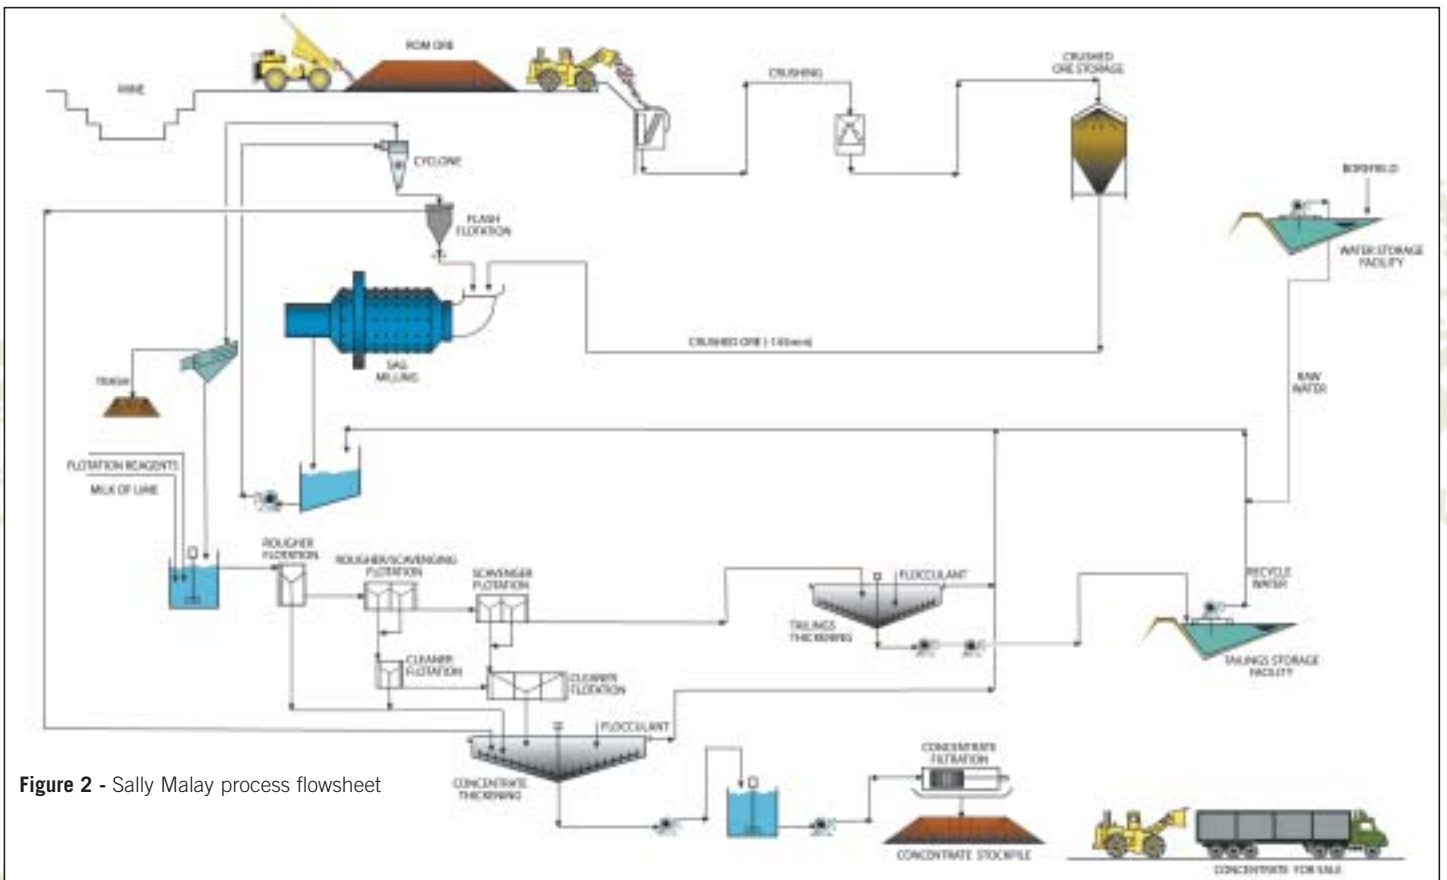 MINE
ROM ORE
CRUSHING
CRUSHED
ORE STORAGE
CYCLONE
FLASH
FLOTATION
BOREFIELD
WATER STORAGE
FACILITY
SAG
MILLING
CRUSHED ORE
RAW
WATER
TRASH
FLOTATION REAGENTS
MILK OF LIME
ROUGHER
FLOTATION
ROUGHER/SCAVENGING
FLOTATION
SCAVENGER
FLOTATION
FLOCCULANT
RECYCLE
WATER
TAILINGS
THICKENING
TAILINGS STORAGE
FACILITY
CLEANER
FLOTATION
CLEANER
FLOTATION
FLOCCULANT
CONCENTRATE
THICKENING
CONCENTRATE
FILTRATION
Figure 2 - Sally Malay process flowsheet
CONCENTRATE STOCKPILE
CONCENTRATE FOR SALE